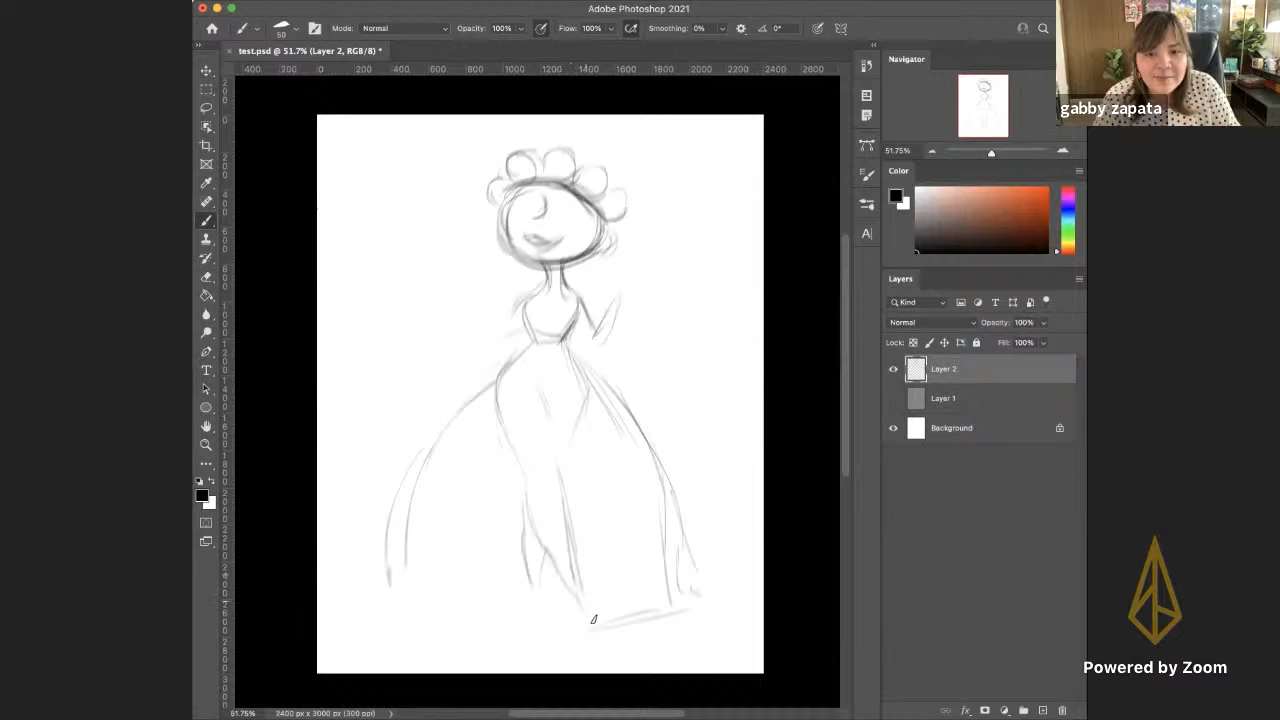 Adobe Photoshop 2021
50 Mode: Normal Opacity: 100% Flow: 100% Smoothing: 0% 0°
× test.psd @ 51.7% (Layer 2, RGB/8) *
400 200 0 200 400 600 800 1000 1200 1400 1600 1800 2000 2200 2400 2600
Navigator
gabby zapata
51.75%
Color
Layers
Kind
Normal Opacity: 100%
Lock: Fill: 100%
Layer 2
Layer 1
Background
Powered by Zoom
51.75% 2400 px x 3000 px (300 ppi)